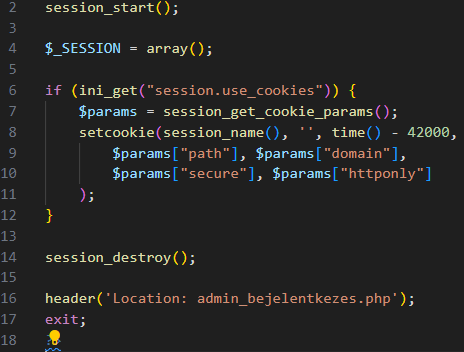 2 session_start();
3
4 $_SESSION = array();
5
6 if (ini_get("session.use_cookies")) {
7 $params = session_get_cookie_params();
8 setcookie(session_name(), '', time() - 42000,
9 $params["path"], $params["domain"],
10 $params["secure"], $params["httponly"]
11 );
12 }
13
14 session_destroy();
15
16 header('Location: admin_bejelentkezes.php');
17 exit;
18